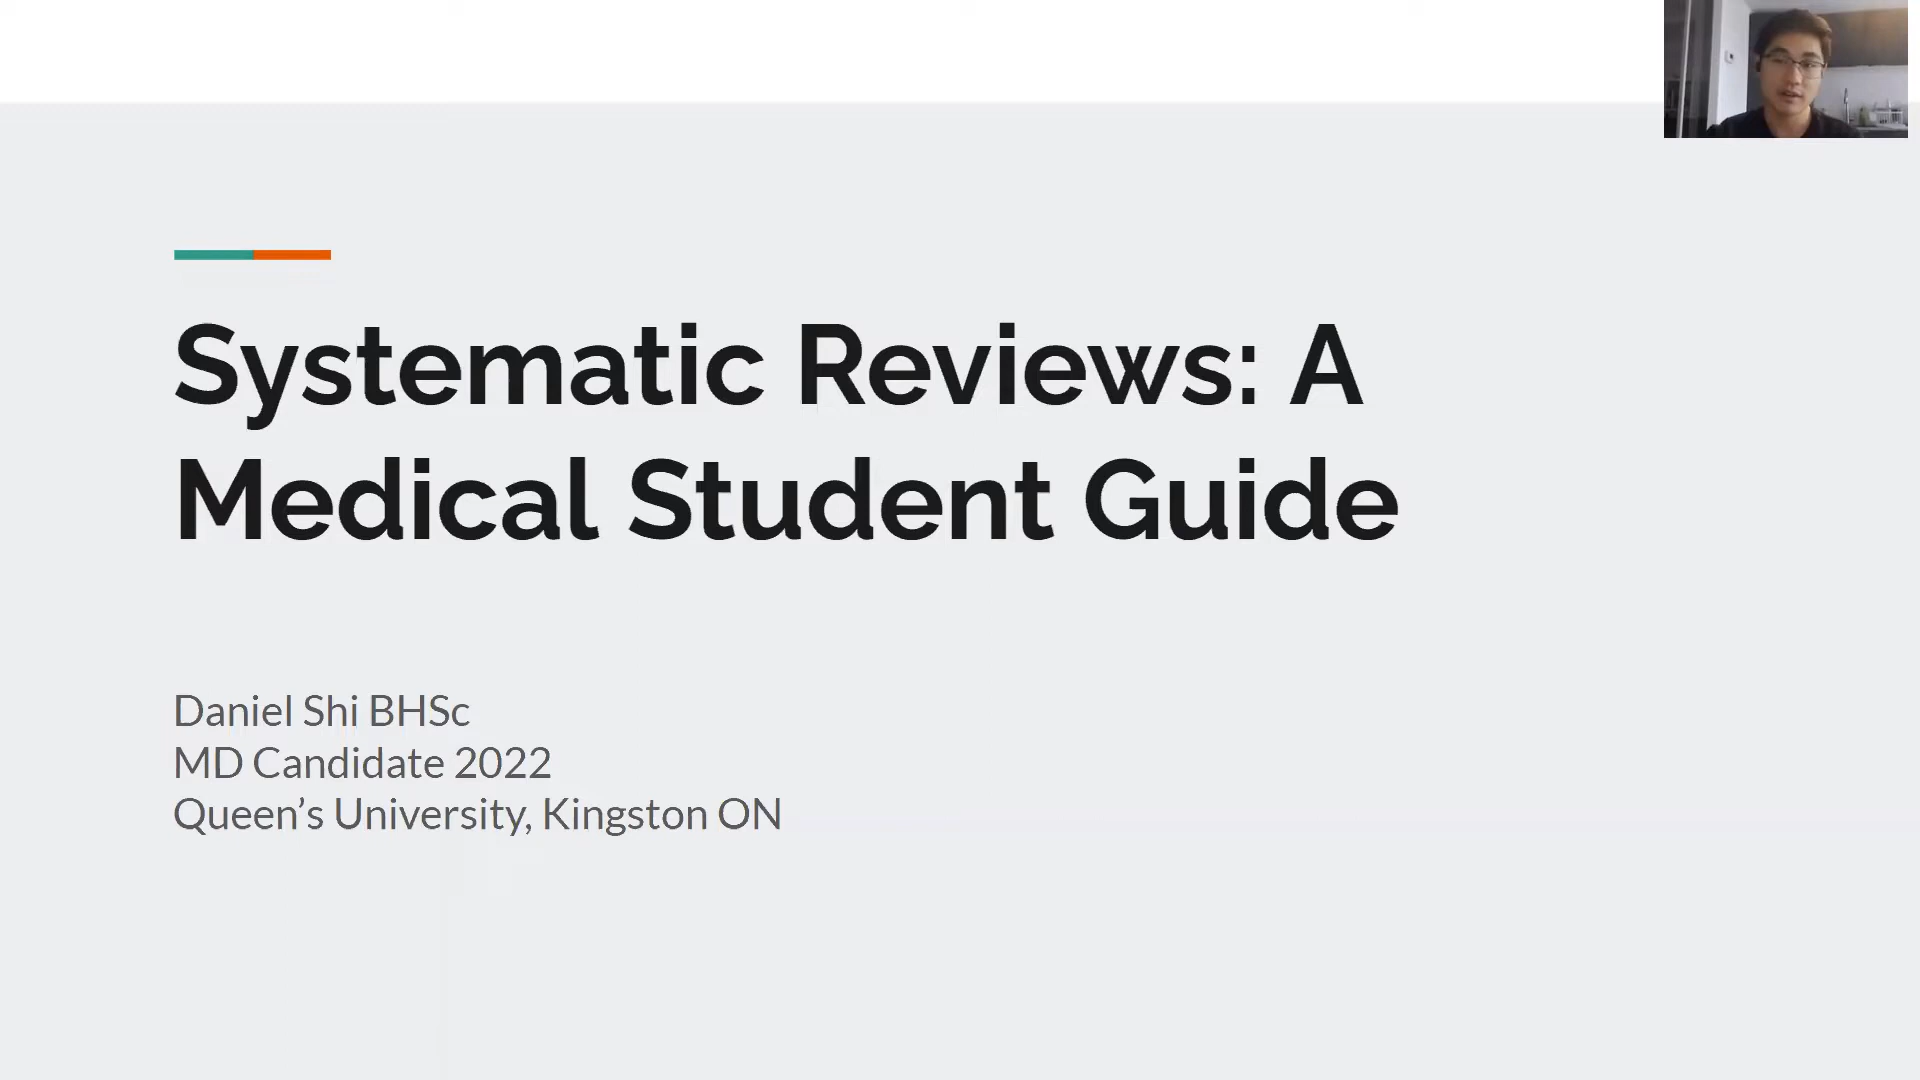 Systematic Reviews: A
Medical Student Guide
Daniel Shi BHSc
MD Candidate 2022
Queen’s University, Kingston ON